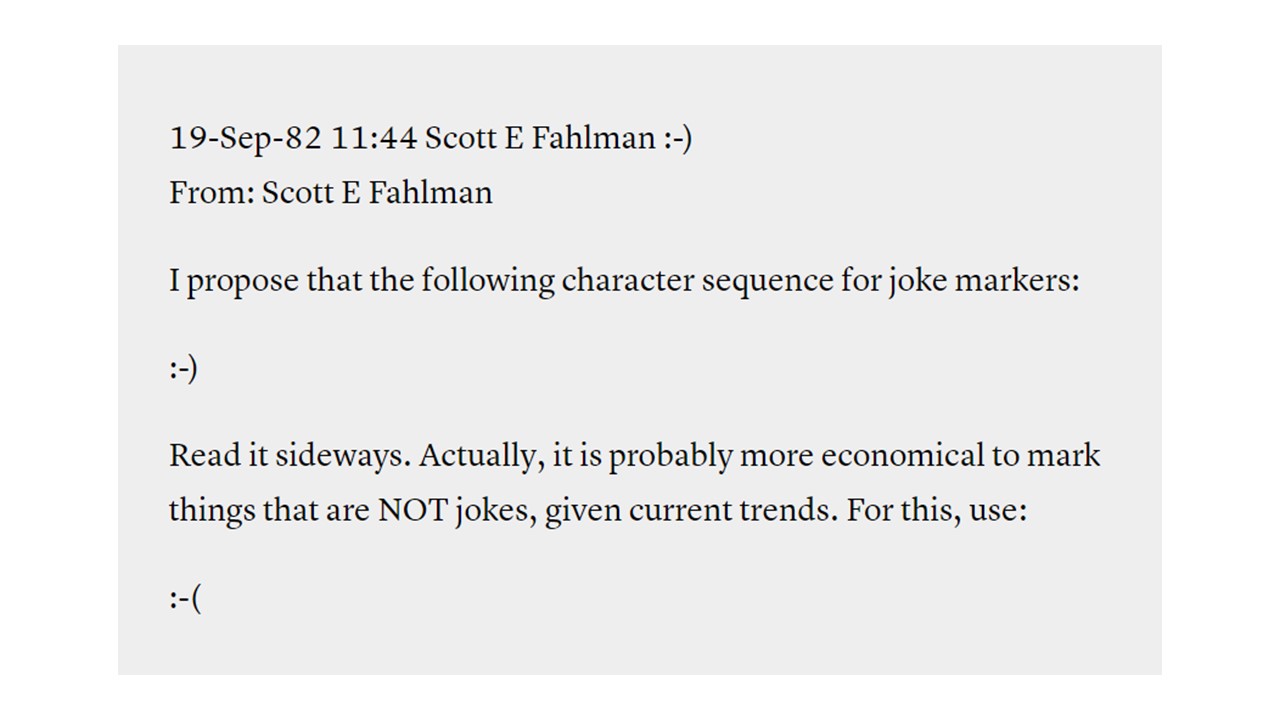 19-Sep-82 11:44 Scott E Fahlman :-)
From: Scott E Fahlman
I propose that the following character sequence for joke markers:
:-)
Read it sideways. Actually, it is probably more economical to mark
things that are NOT jokes, given current trends. For this, use:
:-(